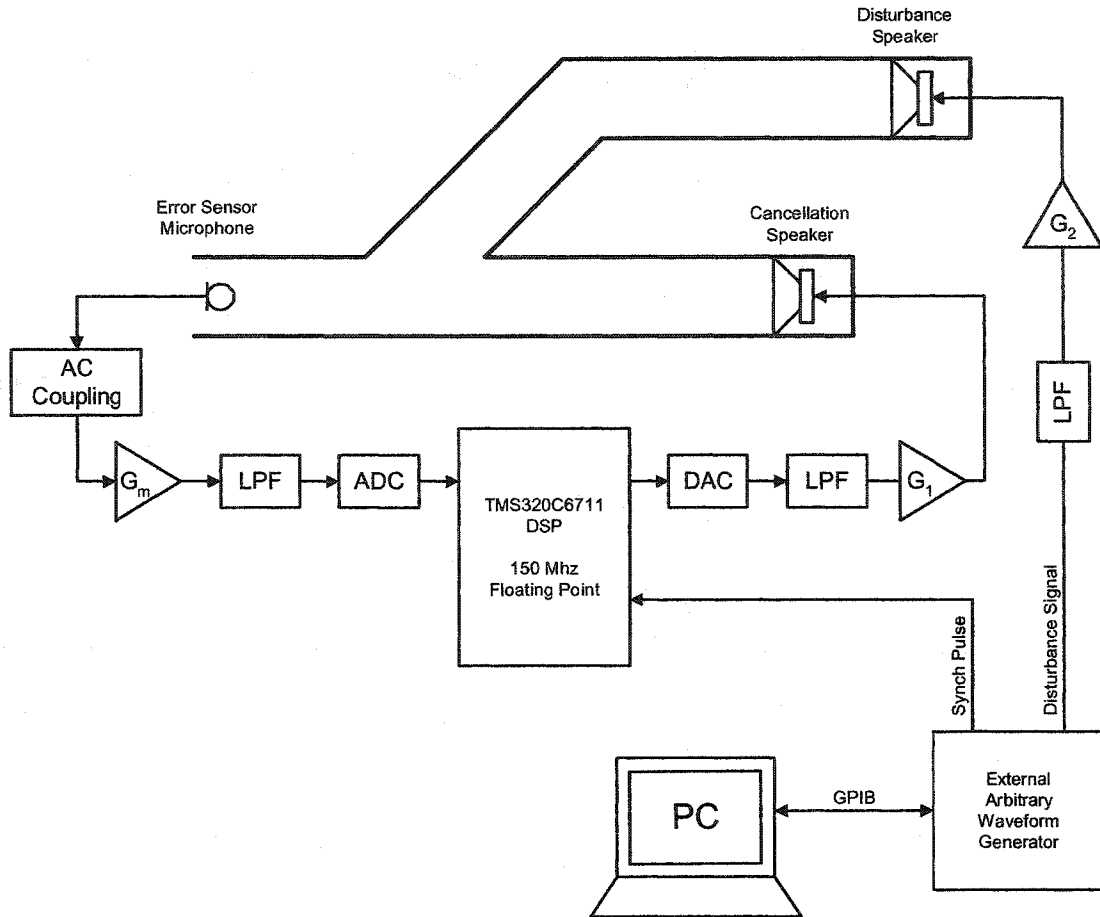 Disturbance
Speaker
Error Sensor
Microphone
Cancellation
Speaker
G2
AC
Coupling
LPF
Gm
LPF
ADC
TMS320C6711
DSP
150 Mhz
Floating Point
DAC
LPF
G1
Synch Pulse
Disturbance Signal
PC
GPIB
External
Arbitrary
Waveform
Generator